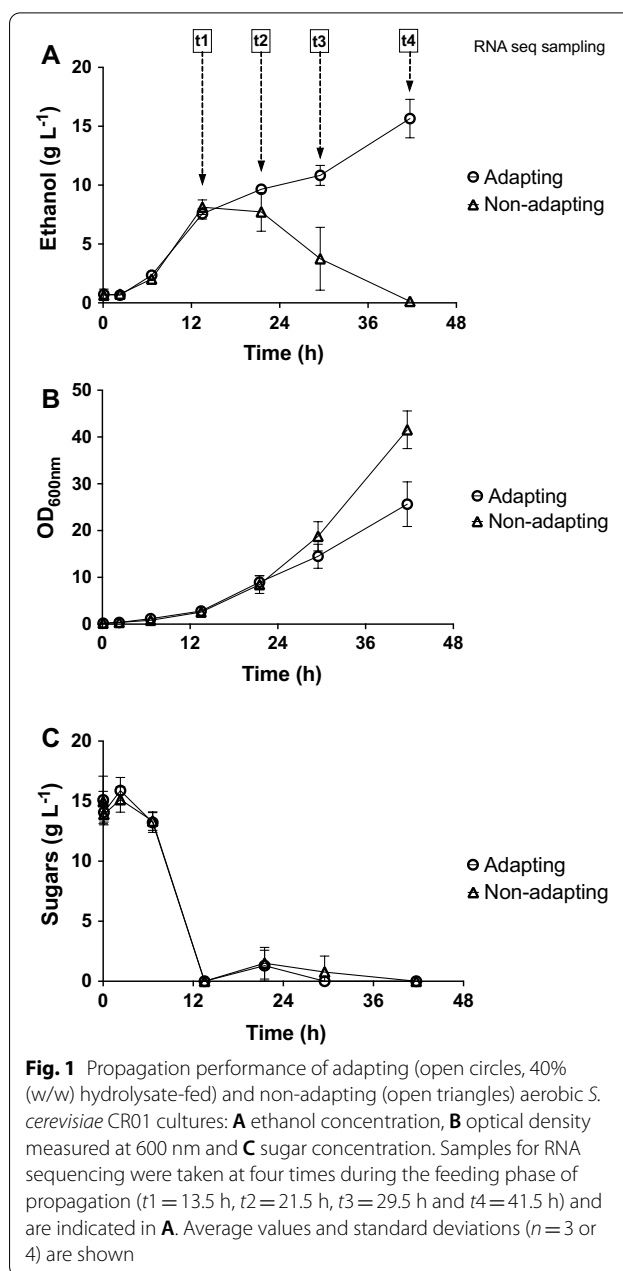 t1 t2 t3 t4 RNA seq sampling
A
Ethanol (g L-1)
20
15
10
5
0
0 12 24 36 48
Time (h)
Adapting
Non-adapting
B
OD600nm
50
40
30
20
10
0
0 12 24 36 48
Time (h)
Adapting
Non-adapting
C
Sugars (g L-1)
20
15
10
5
0
0 12 24 36 48
Time (h)
Adapting
Non-adapting
Fig. 1 Propagation performance of adapting (open circles, 40%
(w/w) hydrolysate-fed) and non-adapting (open triangles) aerobic S.
cerevisiae CR01 cultures: A ethanol concentration, B optical density
measured at 600 nm and C sugar concentration. Samples for RNA
sequencing were taken at four times during the feeding phase of
propagation (t1 = 13.5 h, t2 = 21.5 h, t3 = 29.5 h and t4 = 41.5 h) and
are indicated in A. Average values and standard deviations (n = 3 or
4) are shown